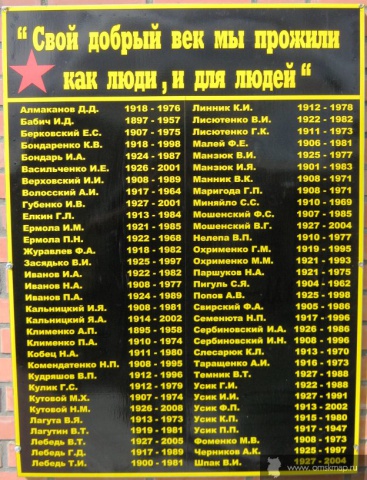 "Свой добрый век мы прожили
как люди, и для людей"
Алмаканов Д.Д. 1918 - 1976
Бабич И.Д. 1897 - 1957
Берковский Е.С. 1907 - 1975
Бондаренко К.В. 1918 - 1998
Бондарь И.А. 1924 - 1987
Васильченко И.Е. 1926 - 2001
Верховский И.И. 1908 - 1989
Волосский А.И. 1917 - 1964
Губенко И.В. 1927 - 2001
Елкин Г.Л. 1913 - 1984
Ермола И.М. 1921 - 1985
Ермола П.Н. 1922 - 1968
Журавлев Ф.А. 1918 - 1982
Засядько В.И. 1925 - 1997
Иванов И.А. 1922 - 1982
Иванов Н.А. 1908 - 1977
Иванов П.А. 1924 - 1989
Кальницкий И.Я. 1908 - 1981
Кальницкий Я.А. 1914 - 2002
Клименко А.П. 1895 - 1958
Клименко П.А. 1910 - 1974
Кобец Н.А. 1911 - 1980
Комендатенко Н.П. 1908 - 1995
Кудряшов В.П. 1912 - 1996
Кулик Г.С. 1912 - 1979
Кутовой М.Х. 1907 - 1974
Кутовой Н.М. 1926 - 2008
Лагута В.Я. 1913 - 1973
Лагутин В.Т. 1919 - 1981
Лебедь В.Т. 1927 - 2005
Лебедь Г.Д. 1917 - 1989
Лебедь Т.И. 1900 - 1981
Линник К.И. 1912 - 1978
Лисютенко В.И. 1922 - 1982
Лисютенко Г.К. 1911 - 1973
Малей Ф.Е. 1906 - 1981
Манзюк В.И. 1925 - 1977
Манзюк И.Я. 1901 - 1983
Манник В.К. 1908 - 1971
Маригода Г.П. 1908 - 1971
Миняйло С.С. 1910 - 1969
Мошенский Ф.С. 1907 - 1985
Мошенский В.Г. 1927 - 2004
Нелепа В.П. 1910 - 1977
Охрименко Г.М. 1919 - 1995
Охрименко М.М. 1921 - 1993
Паршуков Н.А. 1921 - 1975
Пигуль С.Я. 1904 - 1962
Попов А.В. 1925 - 1998
Свирский Ф.А. 1905 - 1986
Семенюта Н.П. 1917 - 1996
Сербиновский И.А. 1926 - 1986
Сербиновский И.Н. 1908 - 1996
Слесарюк К.Л. 1913 - 1970
Таращенко А.И. 1916 - 1973
Темник В.Т. 1927 - 1988
Усик Г.И. 1922 - 1988
Усик И.И. 1927 - 1991
Усик Ф.П. 1913 - 2002
Усик К.П. 1915 - 1980
Усик П.П. 1917 - 1947
Фоменко М.В. 1908 - 1973
Черников А.К. 1925 - 1997
Шпак В.И. 1927 - 2004
www.omskmap.ru